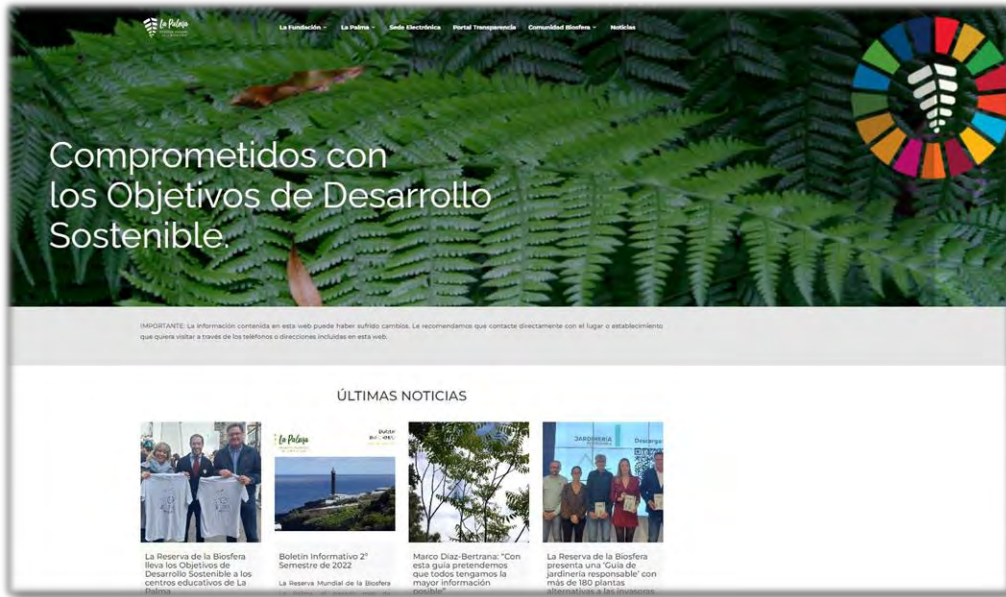 La Palma
La Fundación La Palma Sede Electrónica Portal Transparencia Comunidad Biosfera Noticias
Comprometidos con
los Objetivos de Desarrollo
Sostenible.
IMPORTANTE: La información contenida en esta web puede haber sufrido cambios. Le recomendamos que contacte directamente con el lugar o establecimiento
que quiera visitar a través de los teléfonos o direcciones incluidas en esta web.
ÚLTIMAS NOTICIAS
La Palma
JARDINERÍA
Descarga
La Reserva de la Biosfera
lleva los Objetivos de
Desarrollo Sostenible a los
centros educativos de La
Palma
Boletín Informativo 2º
Semestre de 2022
La Reserva Mundial de la Biosfera
Marco Díaz-Bertrana: “Con
esta guía pretendemos
que todos tengamos la
mayor información
posible”
La Reserva de la Biosfera
presenta una ‘Guía de
jardinería responsable’ con
más de 180 plantas
alternativas a las invasoras